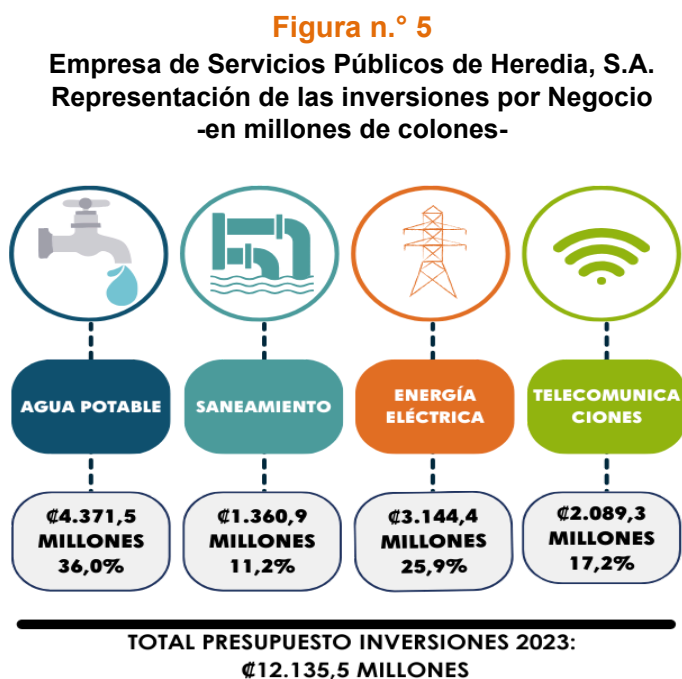 Figura n.° 5
Empresa de Servicios Públicos de Heredia, S.A.
Representación de las inversiones por Negocio
-en millones de colones-
AGUA POTABLE
SANEAMIENTO
ENERGÍA
ELÉCTRICA
TELECOMUNICA
CIONES
₡4.371,5
MILLONES
36,0%
₡1.360,9
MILLONES
11,2%
₡3.144,4
MILLONES
25,9%
₡2.089,3
MILLONES
17,2%
TOTAL PRESUPUESTO INVERSIONES 2023:
₡12.135,5 MILLONES